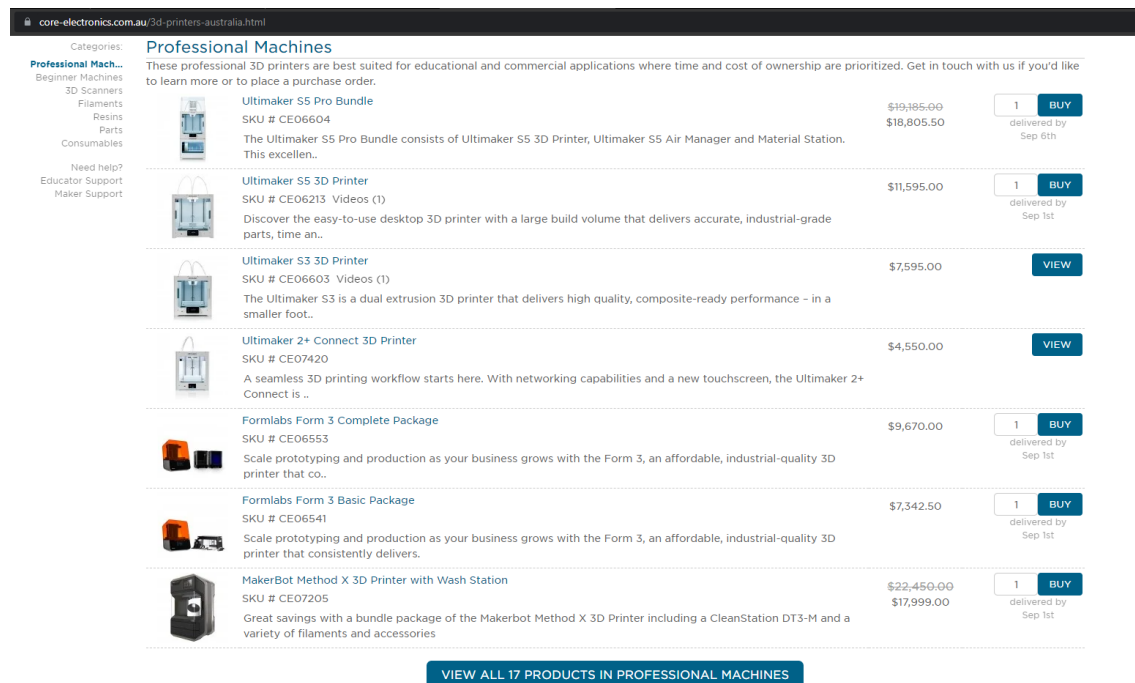 core-electronics.com.au/3d-printers-australia.html
Categories:
Professional Mach...
Beginner Machines
3D Scanners
Filaments
Resins
Parts
Consumables
Need help?
Educator Support
Maker Support
Professional Machines
These professional 3D printers are best suited for educational and commercial applications where time and cost of ownership are prioritized. Get in touch with us if you'd like
to learn more or to place a purchase order.
Ultimaker S5 Pro Bundle
SKU # CE06604
The Ultimaker S5 Pro Bundle consists of Ultimaker S5 3D Printer, Ultimaker S5 Air Manager and Material Station.
This excellen..
$19,185.00
$18,805.50
1 BUY
delivered by
Sep 6th
Ultimaker S5 3D Printer
SKU # CE06213 Videos (1)
Discover the easy-to-use desktop 3D printer with a large build volume that delivers accurate, industrial-grade
parts, time an..
$11,595.00
1 BUY
delivered by
Sep 1st
Ultimaker S3 3D Printer
SKU # CE06603 Videos (1)
The Ultimaker S3 is a dual extrusion 3D printer that delivers high quality, composite-ready performance – in a
smaller foot..
$7,595.00
VIEW
Ultimaker 2+ Connect 3D Printer
SKU # CE07420
A seamless 3D printing workflow starts here. With networking capabilities and a new touchscreen, the Ultimaker 2+
Connect is ..
$4,550.00
VIEW
Formlabs Form 3 Complete Package
SKU # CE06553
Scale prototyping and production as your business grows with the Form 3, an affordable, industrial-quality 3D
printer that co..
$9,670.00
1 BUY
delivered by
Sep 1st
Formlabs Form 3 Basic Package
SKU # CE06541
Scale prototyping and production as your business grows with the Form 3, an affordable, industrial-quality 3D
printer that consistently delivers.
$7,342.50
1 BUY
delivered by
Sep 1st
MakerBot Method X 3D Printer with Wash Station
SKU # CE07205
Great savings with a bundle package of the Makerbot Method X 3D Printer including a CleanStation DT3-M and a
variety of filaments and accessories
$22,450.00
$17,999.00
1 BUY
delivered by
Sep 1st
VIEW ALL 17 PRODUCTS IN PROFESSIONAL MACHINES